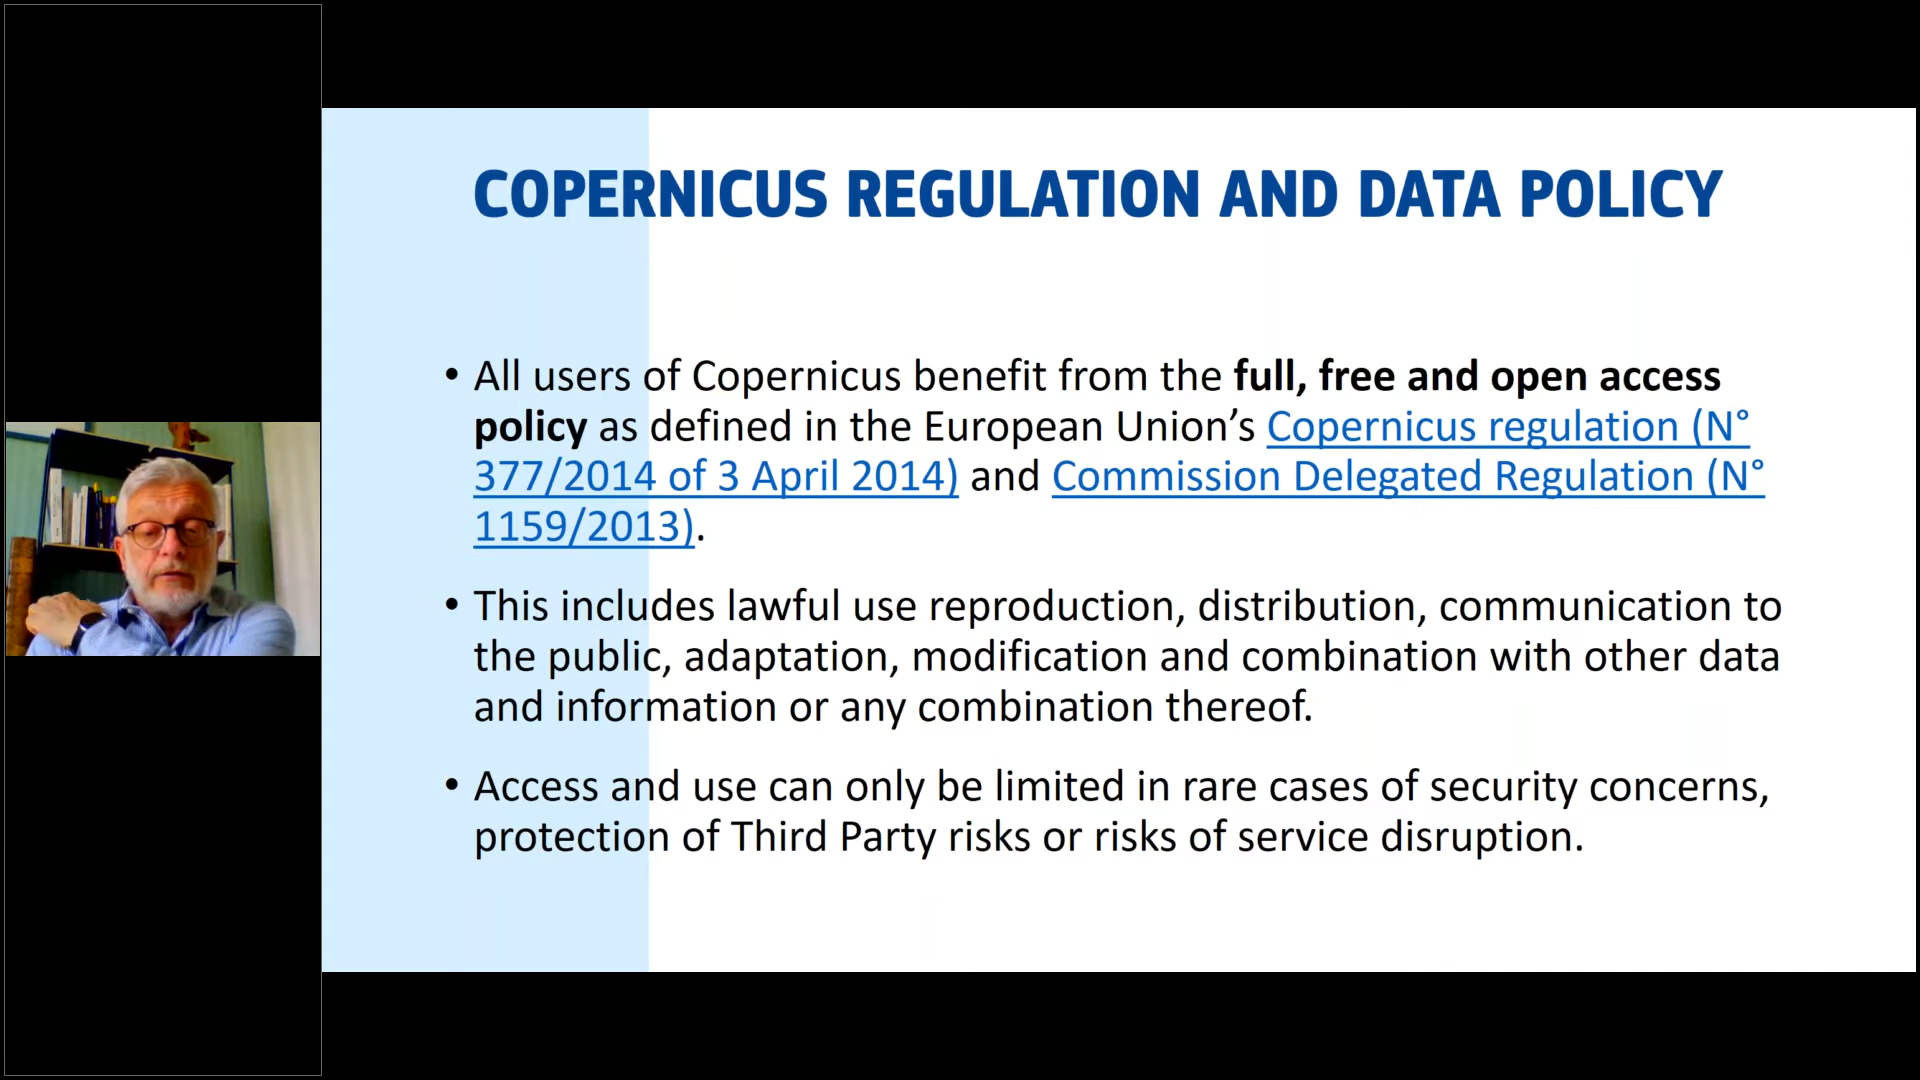 COPERNICUS REGULATION AND DATA POLICY
• All users of Copernicus benefit from the full, free and open access
policy as defined in the European Union’s Copernicus regulation (N°
377/2014 of 3 April 2014) and Commission Delegated Regulation (N°
1159/2013).
• This includes lawful use reproduction, distribution, communication to
the public, adaptation, modification and combination with other data
and information or any combination thereof.
• Access and use can only be limited in rare cases of security concerns,
protection of Third Party risks or risks of service disruption.